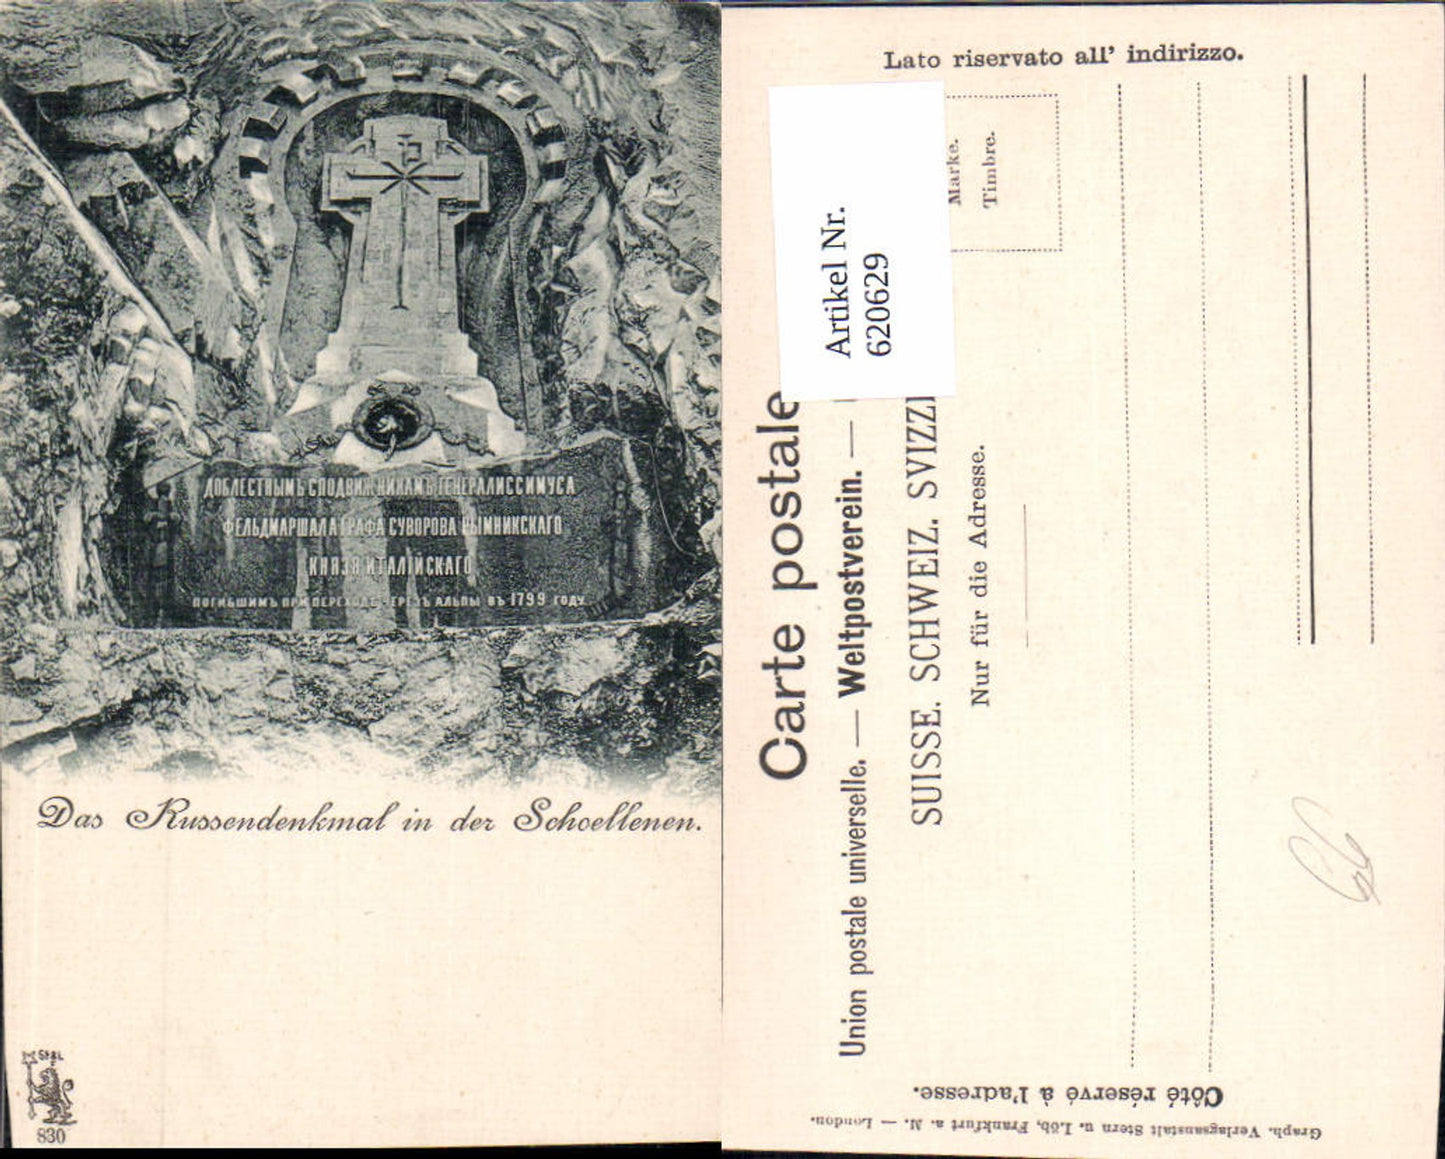 ДОБЛЕСТНЫМЪ СПОДВИЖНИКАМЪ ГЕНЕРАЛИССИМУСА
ФЕЛЬДМАРШАЛА ГРАФА СУВОРОВА РЫМНИКСКАГО
КНЯЗЯ ИТАЛІЙСКАГО
ПОГИБШИМЪ ПРИ ПЕРЕХОДѢ ЧЕРЕЗЪ АЛЬПЫ ВЪ 1799 ГОДУ
Das Russendenkmal in der Schoellenen.
830
Lato riservato all' indirizzo.
Artikel Nr.
620629
Marke.
Timbre.
Carte postale
Union postale universelle. — Weltpostverein. —
SUISSE. SCHWEIZ. SVIZZ
Nur für die Adresse.
66
Côté réservé à l'adresse.
Graph. Verlagsanstalt Stern u. Löb, Frankfurt a. M. — London.